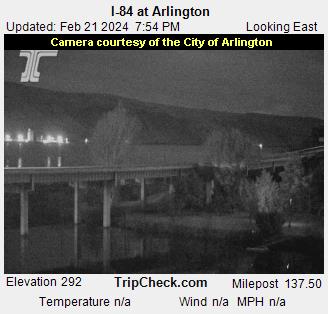 I-84 at Arlington
Updated: Feb 21 2024 7:54 PM Looking East
Camera courtesy of the City of Arlington
Elevation 292 TripCheck.com Milepost 137.50
Temperature n/a Wind n/a MPH n/a